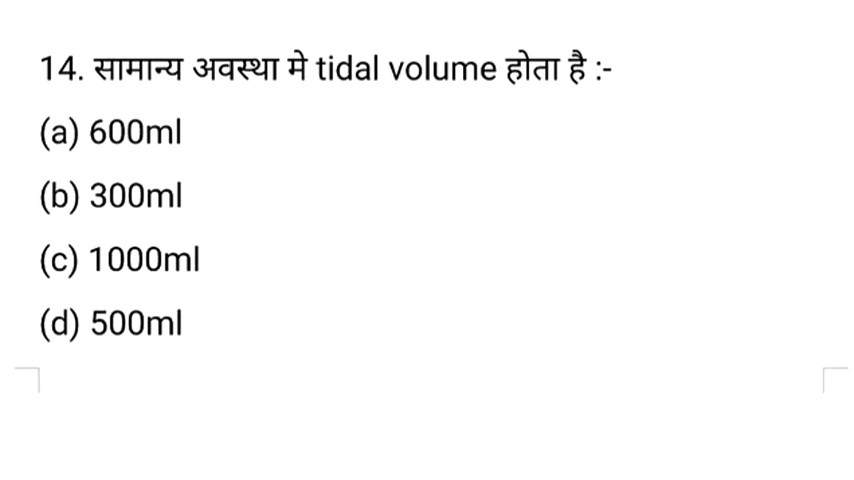 14. सामान्य अवस्था मे tidal volume होता है :-
(a) 600ml
(b) 300ml
(c) 1000ml
(d) 500ml